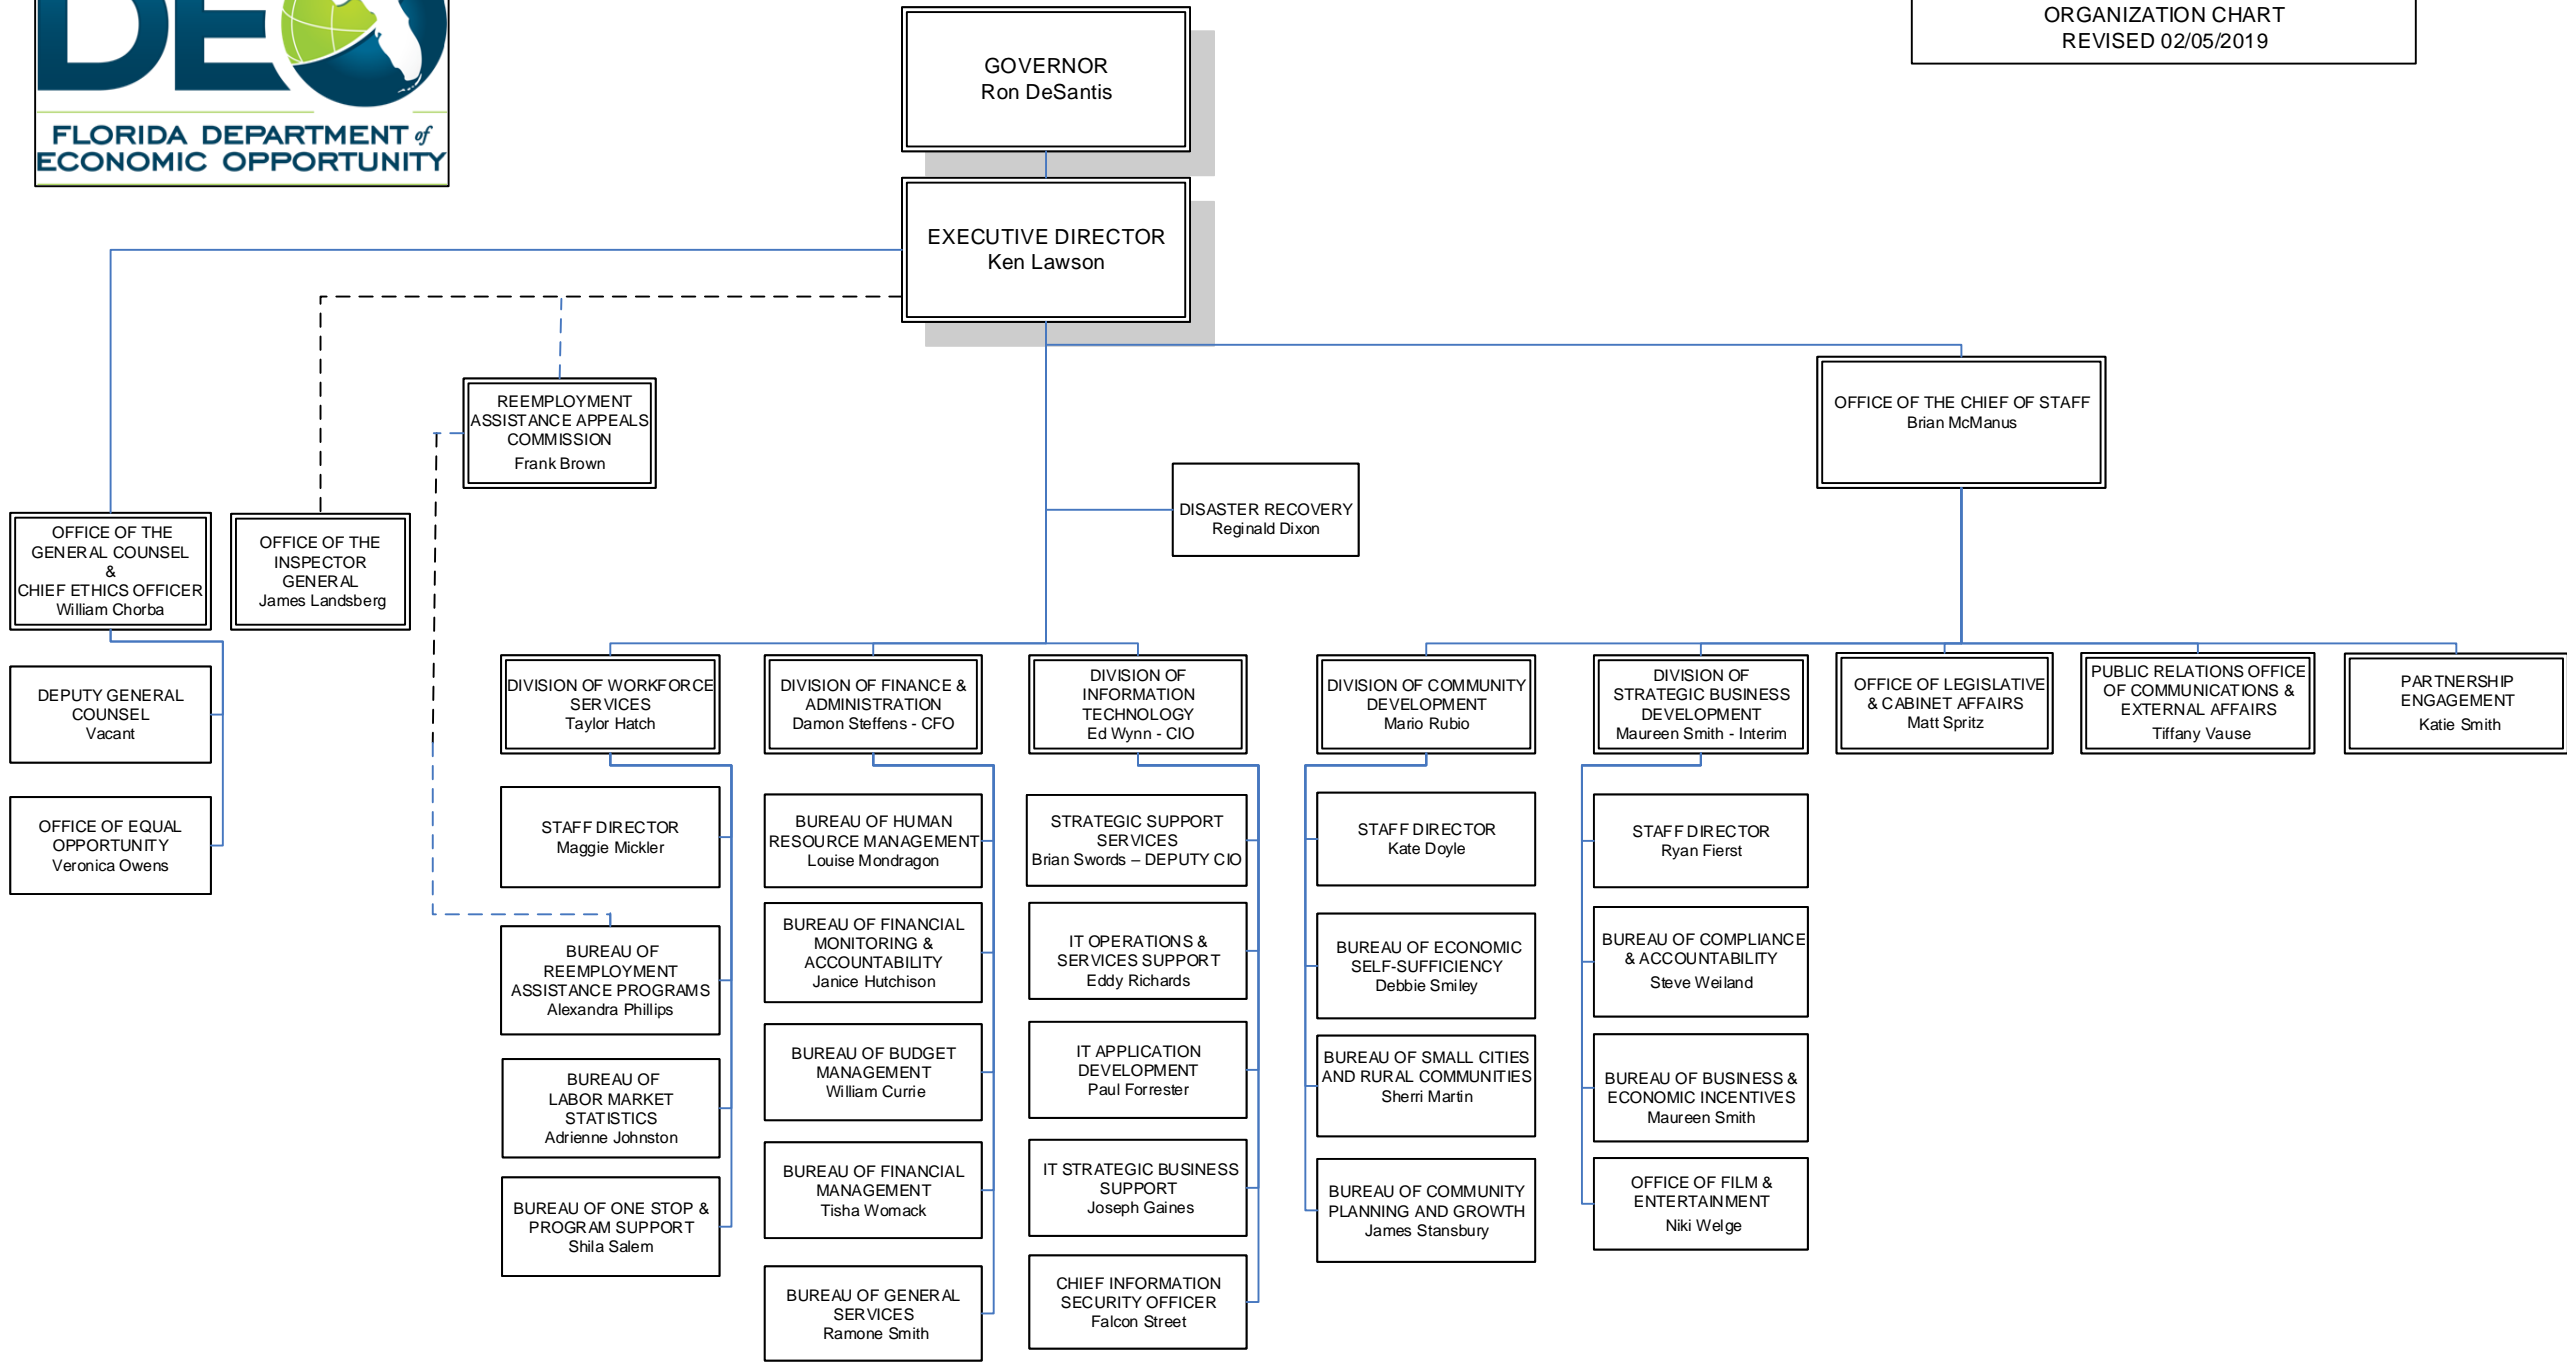 DEO
FLORIDA DEPARTMENT of
ECONOMIC OPPORTUNITY
ORGANIZATION CHART
REVISED 02/05/2019
GOVERNOR
Ron DeSantis
EXECUTIVE DIRECTOR
Ken Lawson
REEMPLOYMENT
ASSISTANCE APPEALS
COMMISSION
Frank Brown
OFFICE OF THE CHIEF OF STAFF
Brian McManus
DISASTER RECOVERY
Reginald Dixon
OFFICE OF THE
GENERAL COUNSEL
&
CHIEF ETHICS OFFICER
William Chorba
OFFICE OF THE
INSPECTOR
GENERAL
James Landsberg
DEPUTY GENERAL
COUNSEL
Vacant
OFFICE OF EQUAL
OPPORTUNITY
Veronica Owens
DIVISION OF WORKFORCE
SERVICES
Taylor Hatch
STAFF DIRECTOR
Maggie Mickler
BUREAU OF
REEMPLOYMENT
ASSISTANCE PROGRAMS
Alexandra Phillips
BUREAU OF
LABOR MARKET
STATISTICS
Adrienne Johnston
BUREAU OF ONE STOP &
PROGRAM SUPPORT
Shila Salem
DIVISION OF FINANCE &
ADMINISTRATION
Damon Steffens - CFO
BUREAU OF HUMAN
RESOURCE MANAGEMENT
Louise Mondragon
BUREAU OF FINANCIAL
MONITORING &
ACCOUNTABILITY
Janice Hutchison
BUREAU OF BUDGET
MANAGEMENT
William Currie
BUREAU OF FINANCIAL
MANAGEMENT
Tisha Womack
BUREAU OF GENERAL
SERVICES
Ramone Smith
DIVISION OF
INFORMATION
TECHNOLOGY
Ed Wynn - CIO
STRATEGIC SUPPORT
SERVICES
Brian Swords – DEPUTY CIO
IT OPERATIONS &
SERVICES SUPPORT
Eddy Richards
IT APPLICATION
DEVELOPMENT
Paul Forrester
IT STRATEGIC BUSINESS
SUPPORT
Joseph Gaines
CHIEF INFORMATION
SECURITY OFFICER
Falcon Street
DIVISION OF COMMUNITY
DEVELOPMENT
Mario Rubio
STAFF DIRECTOR
Kate Doyle
BUREAU OF ECONOMIC
SELF-SUFFICIENCY
Debbie Smiley
BUREAU OF SMALL CITIES
AND RURAL COMMUNITIES
Sherri Martin
BUREAU OF COMMUNITY
PLANNING AND GROWTH
James Stansbury
DIVISION OF
STRATEGIC BUSINESS
DEVELOPMENT
Maureen Smith - Interim
STAFF DIRECTOR
Ryan Fierst
BUREAU OF COMPLIANCE
& ACCOUNTABILITY
Steve Weiland
BUREAU OF BUSINESS &
ECONOMIC INCENTIVES
Maureen Smith
OFFICE OF FILM &
ENTERTAINMENT
Niki Welge
OFFICE OF LEGISLATIVE
& CABINET AFFAIRS
Matt Spritz
PUBLIC RELATIONS OFFICE
OF COMMUNICATIONS &
EXTERNAL AFFAIRS
Tiffany Vause
PARTNERSHIP
ENGAGEMENT
Katie Smith